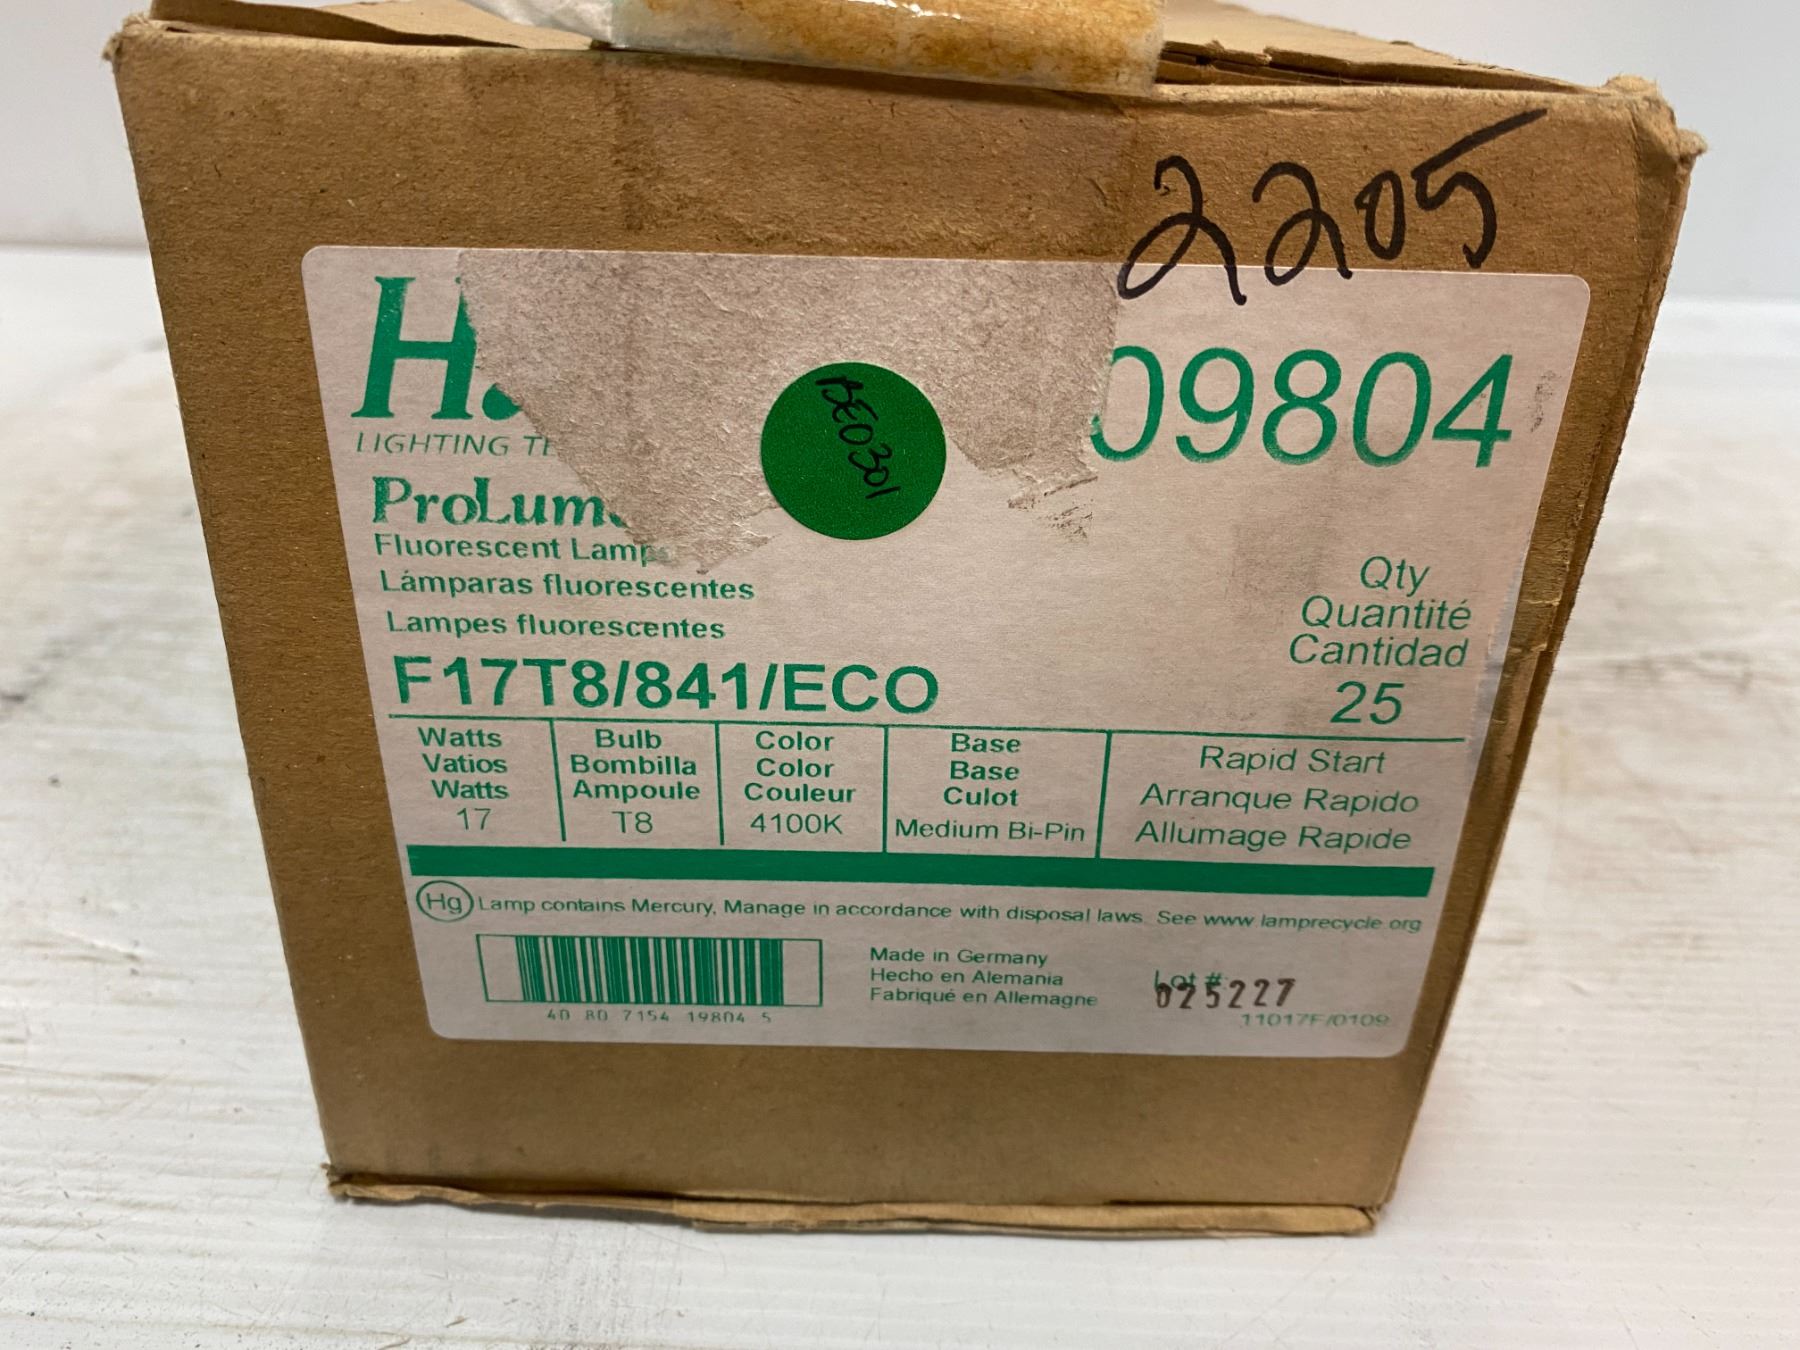 2205
09804
LIGHTING
Fluorescent
Lámparas fluorescentes
Lampes fluorescentes
F17T8/841/ECO
Qty
Quantité
Cantidad
25
Watts
Vatios
Watts
17
Bulb
Bombilla
Ampoule
T8
Color
Color
Couleur
4100K
Base
Base
Culot
Medium Bi-Pin
Rapid Start
Arranque Rapido
Allumage Rapide
Hg Lamp contains Mercury, Manage in accordance with disposal laws. See www.lamprecycle.org
40 80 7154 19804 5
Made in Germany
Hecho en Alemania
Fabriqué en Allemagne
Lot #:
025227
11017F/0109